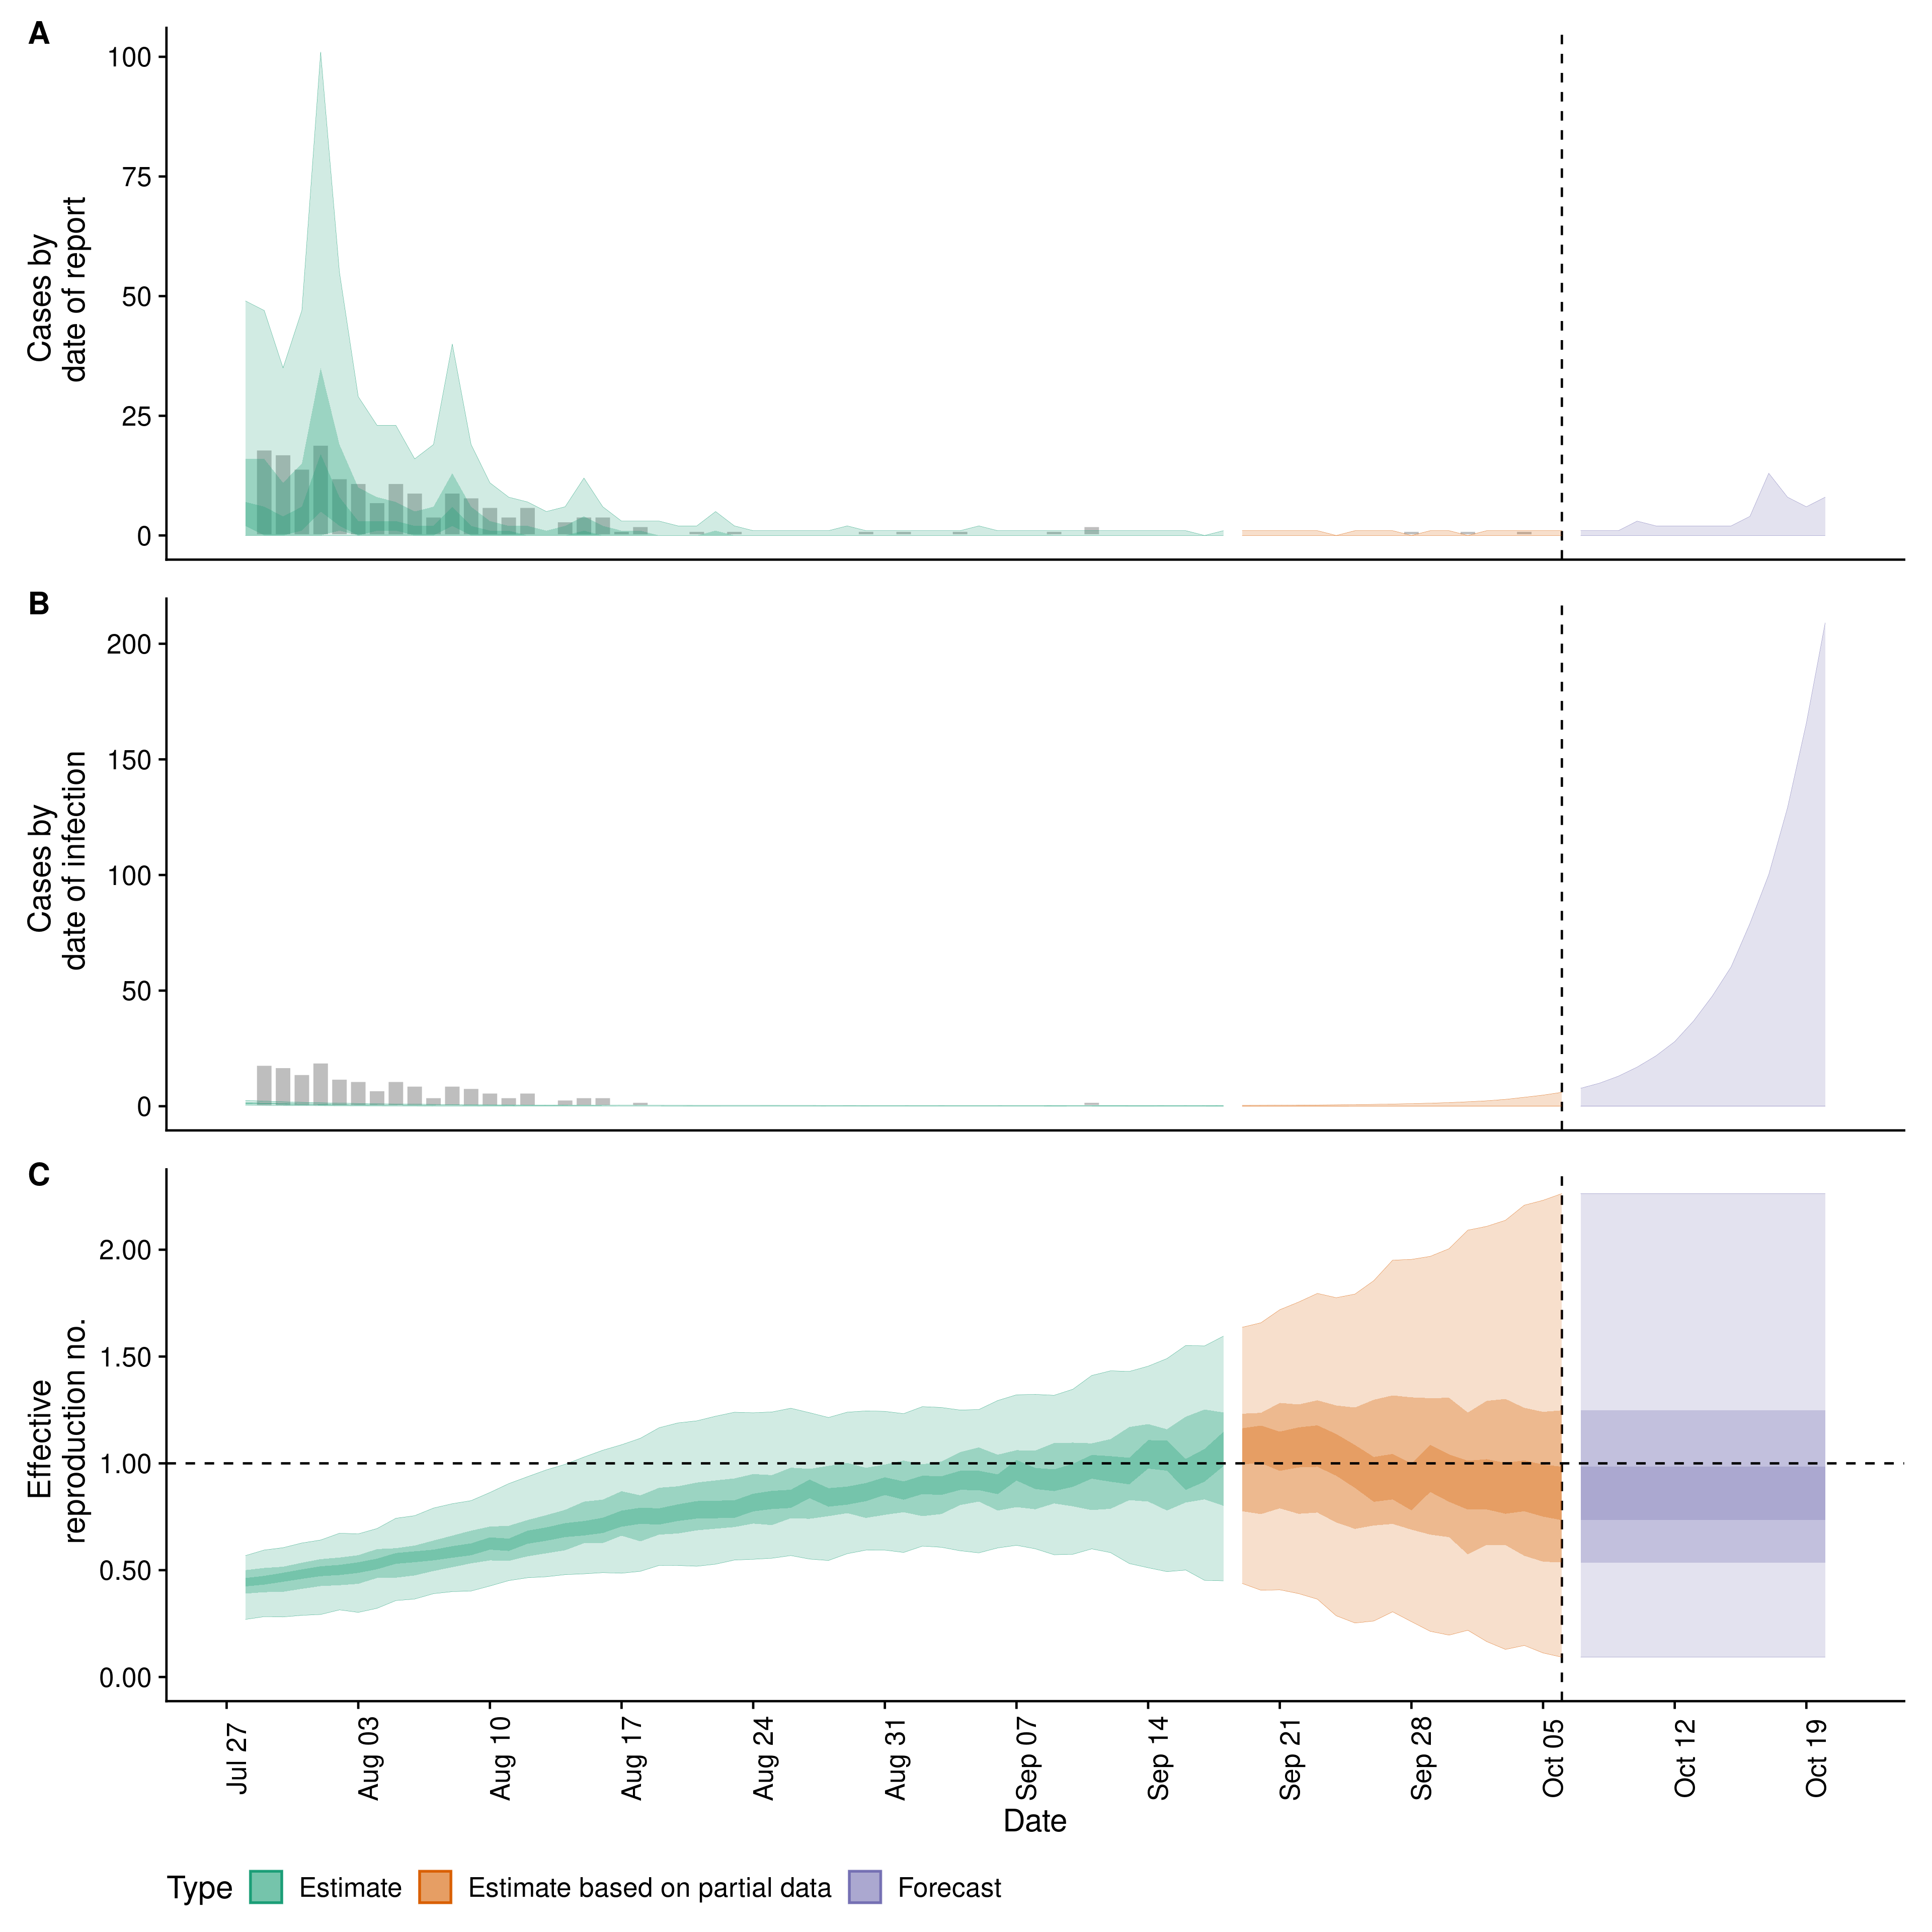 A
100
75
50
25
0
Cases by
date of report
B
200
150
100
50
0
Cases by
date of infection
C
2.00
1.50
1.00
0.50
0.00
Effective
reproduction no.
Jul 27
Aug 03
Aug 10
Aug 17
Aug 24
Aug 31
Sep 07
Sep 14
Sep 21
Sep 28
Oct 05
Oct 12
Oct 19
Date
Type Estimate Estimate based on partial data Forecast